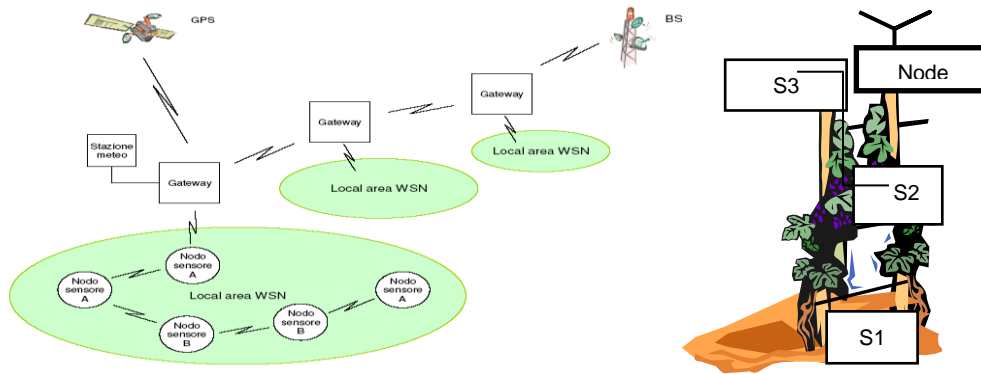 GPS
BS
Gateway
Gateway
Stazione
meteo
Gateway
Local area WSN
Local area WSN
Nodo
sensore
A
Nodo
sensore
A
Local area WSN
Nodo
sensore
A
Nodo
sensore
B
Nodo
sensore
B
S3
Node
S2
S1